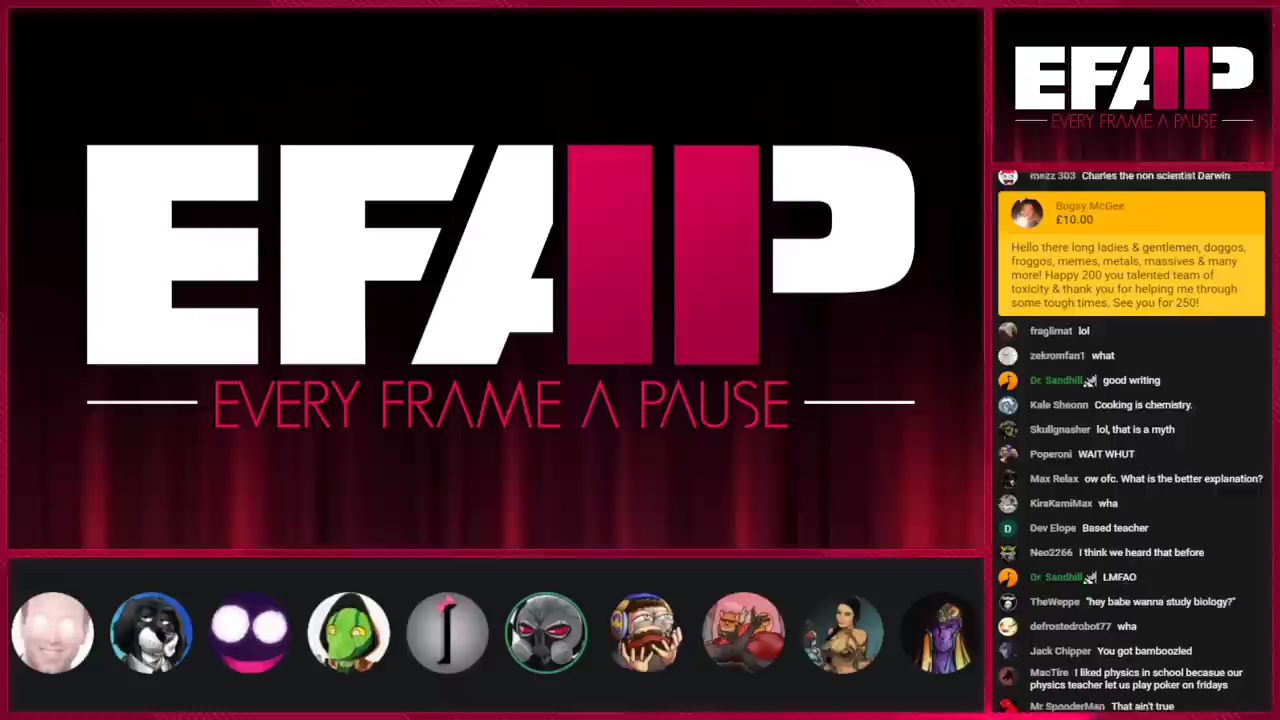 EFAP
EVERY FRAME A PAUSE
EFAP
EVERY FRAME A PAUSE
mezz 303 Charles the non scientist Darwin
Bugsy McGee
£10.00
Hello there long ladies & gentlemen, doggos,
froggos, memes, metals, massives & many
more! Happy 200 you talented team of
toxicity & thank you for helping me through
some tough times. See you for 250!
fraglimat lol
zekromfan1 what
Dr. Sandhill good writing
Kale Sheonn Cooking is chemistry.
Skullgnasher lol, that is a myth
Poperoni WAIT WHUT
Max Relax ow ofc. What is the better explanation?
KiraKamiMax wha
D Dev Elope Based teacher
Neo2266 I think we heard that before
Dr. Sandhill LMFAO
TheWeppe "hey babe wanna study biology?"
defrostedrobot77 wha
Jack Chipper You got bamboozled
MacTire I liked physics in school becasue our
physics teacher let us play poker on fridays
Mr SpooderMan That ain't true